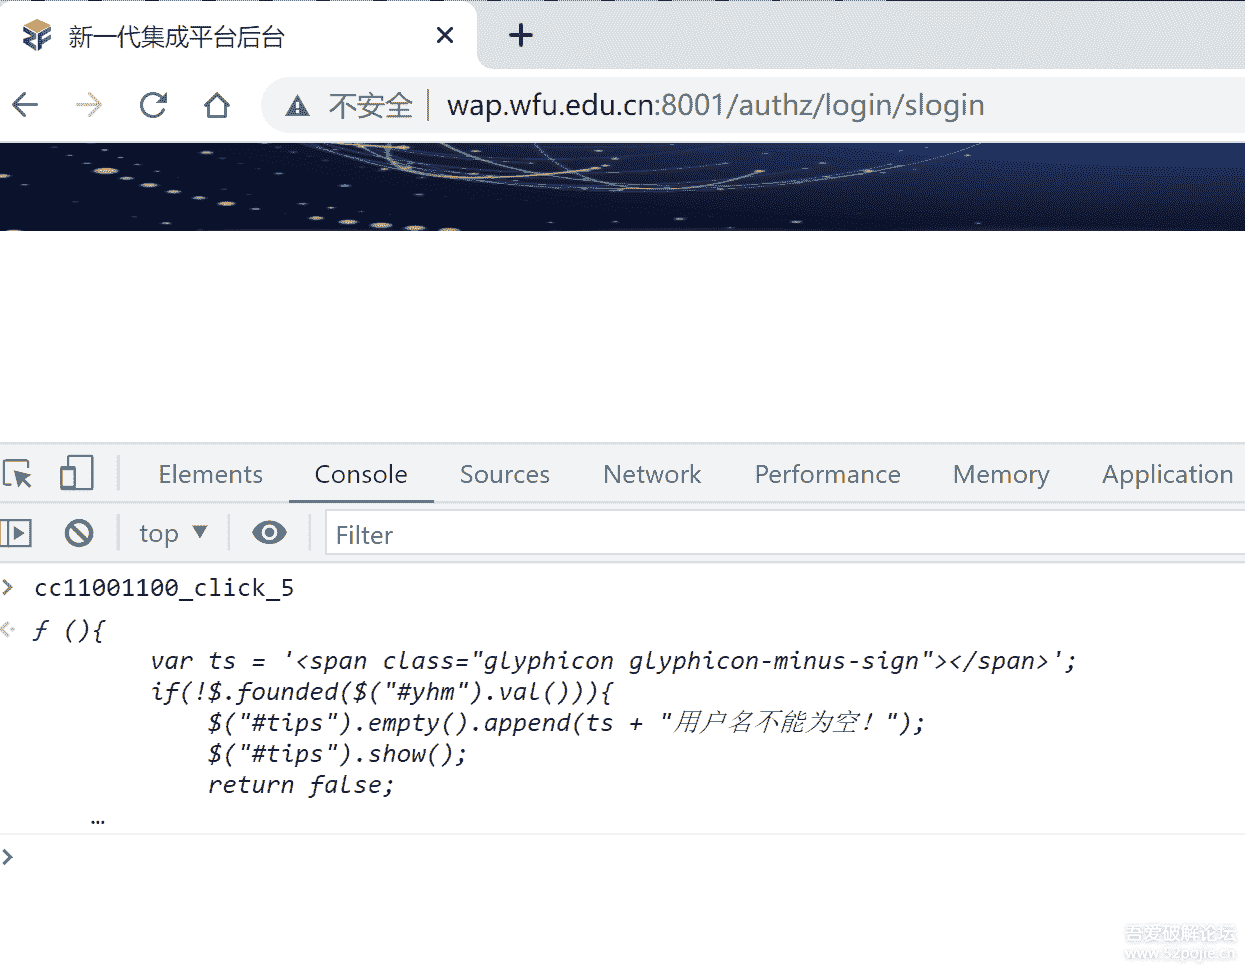 新一代集成平台后台
不安全 wap.wfu.edu.cn:8001/authz/login/slogin
Elements Console Sources Network Performance Memory Application
top Filter
cc11001100_click_5
ƒ (){
var ts = '<span class="glyphicon glyphicon-minus-sign"></span>';
if(!$.founded($("#yhm").val())){
$("#tips").empty().append(ts + "用户名不能为空！");
$("#tips").show();
return false;
…
吾爱破解论坛
www.52pojie.cn